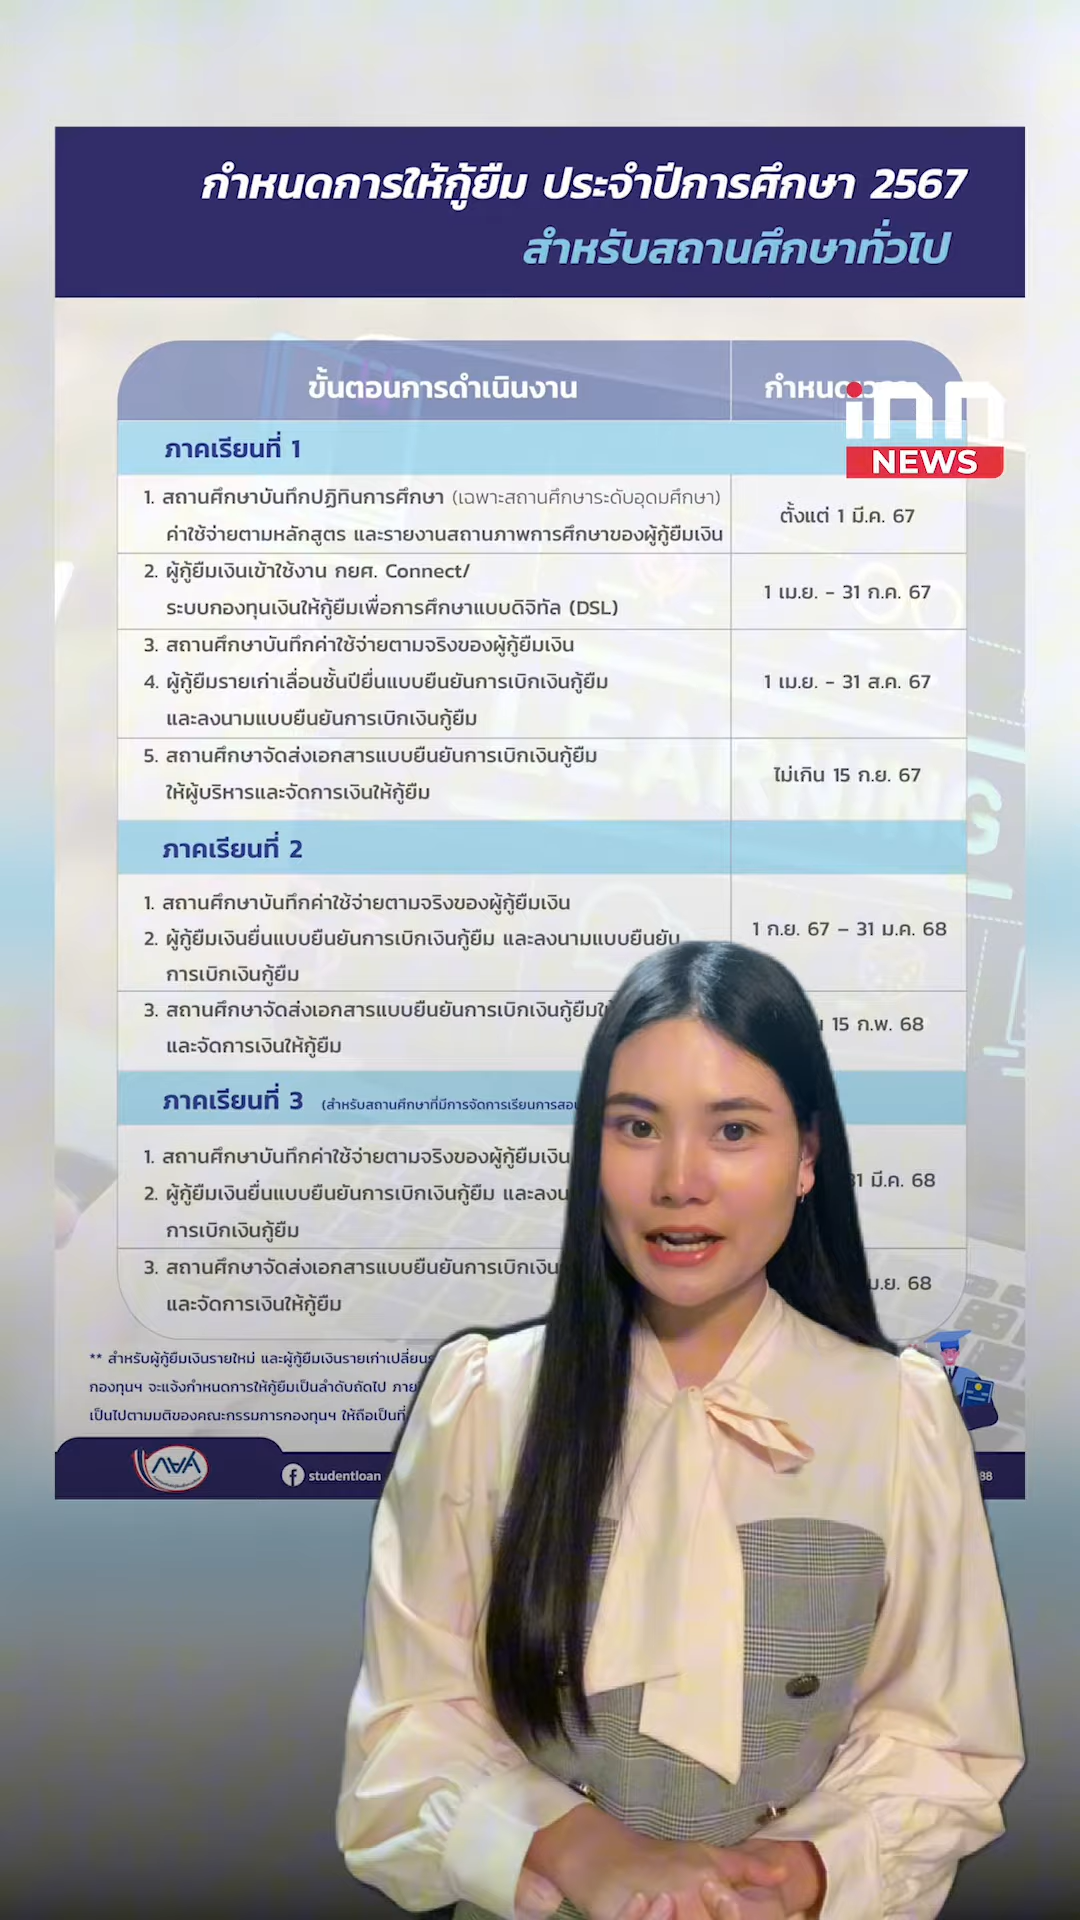 กำหนดการให้กู้ยืม ประจำปีการศึกษา 2567
สำหรับสถานศึกษาทั่วไป
ขั้นตอนการดำเนินงาน
inn
NEWS
ภาคเรียนที่ 1
1. สถานศึกษาบันทึกปฏิทินการศึกษา (เฉพาะสถานศึกษาระดับอุดมศึกษา)
ค่าใช้จ่ายตามหลักสูตร และรายงานสถานภาพการศึกษาของผู้กู้ยืมเงิน
ตั้งแต่ 1 มี.ค. 67
2. ผู้กู้ยืมเงินเข้าใช้งาน กยศ. Connect/
ระบบกองทุนเงินให้กู้ยืมเพื่อการศึกษาแบบดิจิทัล (DSL)
1 เม.ย. - 31 ก.ค. 67
3. สถานศึกษาบันทึกค่าใช้จ่ายตามจริงของผู้กู้ยืมเงิน
4. ผู้กู้ยืมรายเก่าเลื่อนชั้นปียื่นแบบยืนยันการเบิกเงินกู้ยืม
และลงนามแบบยืนยันการเบิกเงินกู้ยืม
1 เม.ย. - 31 ส.ค. 67
5. สถานศึกษาจัดส่งเอกสารแบบยืนยันการเบิกเงินกู้ยืม
ให้ผู้บริหารและจัดการเงินให้กู้ยืม
ไม่เกิน 15 ก.ย. 67
LEARNING
ภาคเรียนที่ 2
1. สถานศึกษาบันทึกค่าใช้จ่ายตามจริงของผู้กู้ยืมเงิน
2. ผู้กู้ยืมเงินยื่นแบบยืนยันการเบิกเงินกู้ยืม และลงนามแบบยืนยัน
การเบิกเงินกู้ยืม
1 ก.ย. 67 – 31 ม.ค. 68
3. สถานศึกษาจัดส่งเอกสารแบบยืนยันการเบิกเงินกู้ยืม
และจัดการเงินให้กู้ยืม
15 ก.พ. 68
ภาคเรียนที่ 3 (สำหรับสถานศึกษาที่มีการจัดการเรียนการสอน
1. สถานศึกษาบันทึกค่าใช้จ่ายตามจริงของผู้กู้ยืมเงิน
2. ผู้กู้ยืมเงินยื่นแบบยืนยันการเบิกเงินกู้ยืม และ
การเบิกเงินกู้ยืม
มี.ค. 68
3. สถานศึกษาจัดส่งเอกสารแบบยืนยันการเบิกเงิน
และจัดการเงินให้กู้ยืม
68
** สำหรับผู้กู้ยืมเงินรายใหม่ และผู้กู้ยืมเงินรายเก่า
กองทุนฯ จะแจ้งกำหนดการให้กู้ยืมเป็นลำดับถัดไป
เป็นไปตามมติของคณะกรรมการกองทุนฯ ให้ถือเป็นที่
กยศ
studentloan